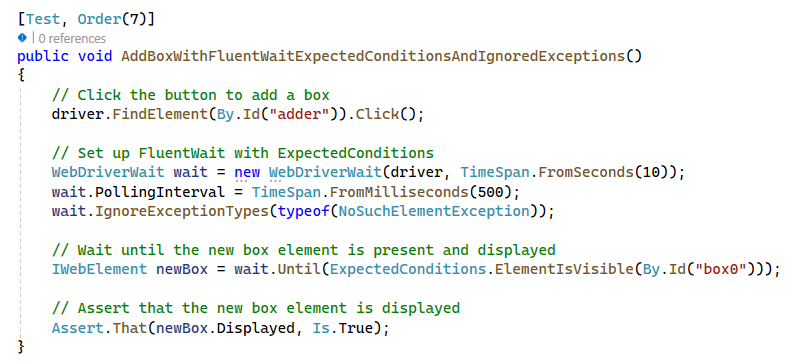 [Test, Order(7)]
| 0 references
public void AddBoxWithFluentWaitExpectedConditionsAndIgnoredExceptions()
{
    // Click the button to add a box
    driver.FindElement(By.Id("adder")).Click();

    // Set up FluentWait with ExpectedConditions
    WebDriverWait wait = new WebDriverWait(driver, TimeSpan.FromSeconds(10));
    wait.PollingInterval = TimeSpan.FromMilliseconds(500);
    wait.IgnoreExceptionTypes(typeof(NoSuchElementException));

    // Wait until the new box element is present and displayed
    IWebElement newBox = wait.Until(ExpectedConditions.ElementIsVisible(By.Id("box0")));

    // Assert that the new box element is displayed
    Assert.That(newBox.Displayed, Is.True);
}